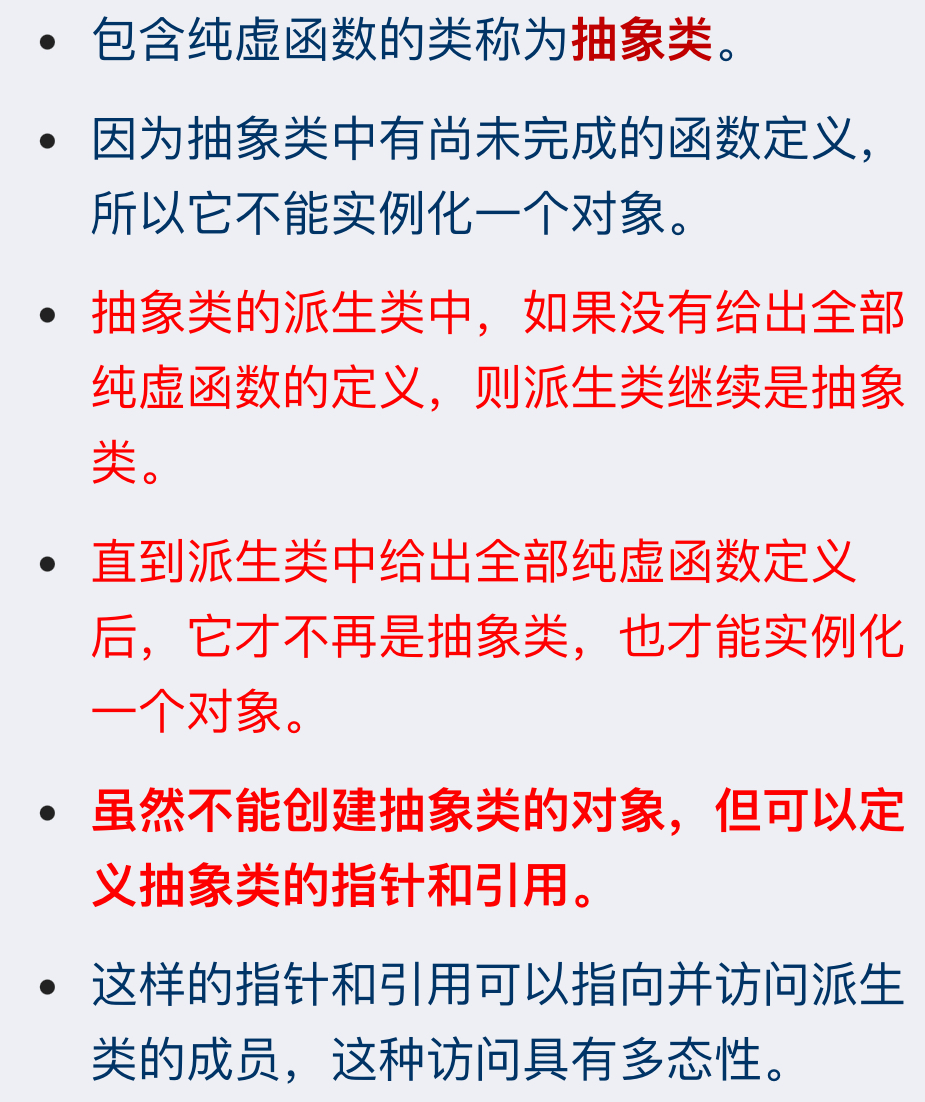 • 包含纯虚函数的类称为抽象类。
• 因为抽象类中有尚未完成的函数定义，
所以它不能实例化一个对象。
• 抽象类的派生类中，如果没有给出全部
纯虚函数的定义，则派生类继续是抽象
类。
• 直到派生类中给出全部纯虚函数定义
后，它才不再是抽象类，也才能实例化
一个对象。
• 虽然不能创建抽象类的对象，但可以定
义抽象类的指针和引用。
• 这样的指针和引用可以指向并访问派生
类的成员，这种访问具有多态性。